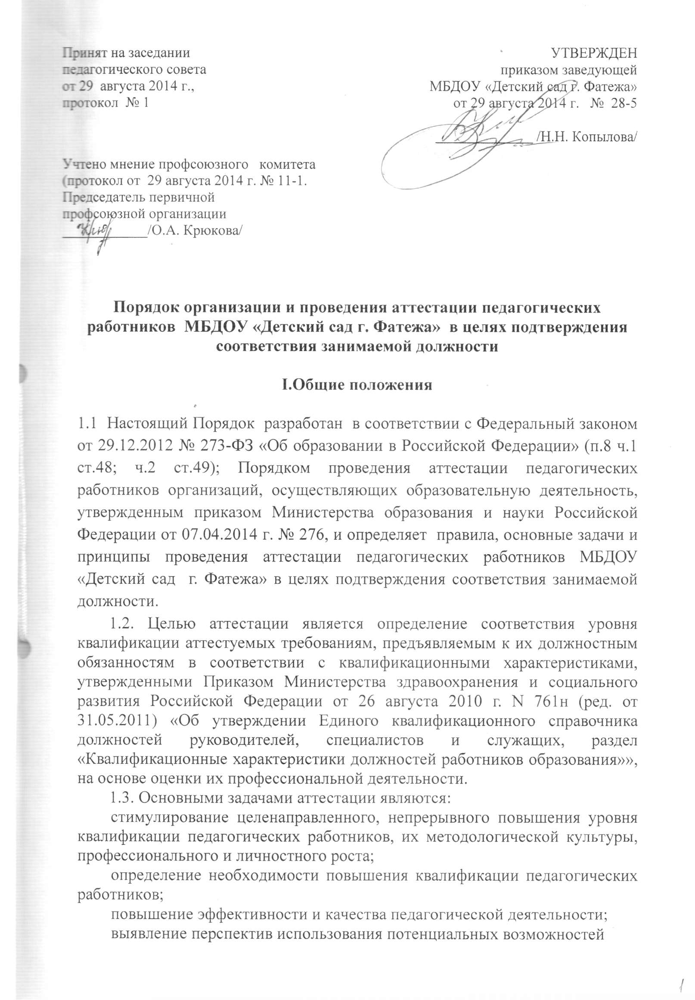 Принят на заседании
педагогического совета
от 29 августа 2014 г.,
протокол № 1
УТВЕРЖДЕН
приказом заведующей
МБДОУ «Детский сад г. Фатежа»
от 29 августа 2014 г. № 28-5
/Н.Н. Копылова/
Учтено мнение профсоюзного комитета
(протокол от 29 августа 2014 г. № 11-1.
Председатель первичной
профсоюзной организации
/О.А. Крюкова/
Порядок организации и проведения аттестации педагогических
работников МБДОУ «Детский сад г. Фатежа» в целях подтверждения
соответствия занимаемой должности
I.Общие положения
1.1 Настоящий Порядок разработан в соответствии с Федеральный законом
от 29.12.2012 № 273-ФЗ «Об образовании в Российской Федерации» (п.8 ч.1
ст.48; ч.2 ст.49); Порядком проведения аттестации педагогических
работников организаций, осуществляющих образовательную деятельность,
утвержденным приказом Министерства образования и науки Российской
Федерации от 07.04.2014 г. № 276, и определяет правила, основные задачи и
принципы проведения аттестации педагогических работников МБДОУ
«Детский сад г. Фатежа» в целях подтверждения соответствия занимаемой
должности.
1.2. Целью аттестации является определение соответствия уровня
квалификации аттестуемых требованиям, предъявляемым к их должностным
обязанностям в соответствии с квалификационными характеристиками,
утвержденными Приказом Министерства здравоохранения и социального
развития Российской Федерации от 26 августа 2010 г. N 761н (ред. от
31.05.2011) «Об утверждении Единого квалификационного справочника
должностей руководителей, специалистов и служащих, раздел
«Квалификационные характеристики должностей работников образования»»,
на основе оценки их профессиональной деятельности.
1.3. Основными задачами аттестации являются:
стимулирование целенаправленного, непрерывного повышения уровня
квалификации педагогических работников, их методологической культуры,
профессионального и личностного роста;
определение необходимости повышения квалификации педагогических
работников;
повышение эффективности и качества педагогической деятельности;
выявление перспектив использования потенциальных возможностей
1